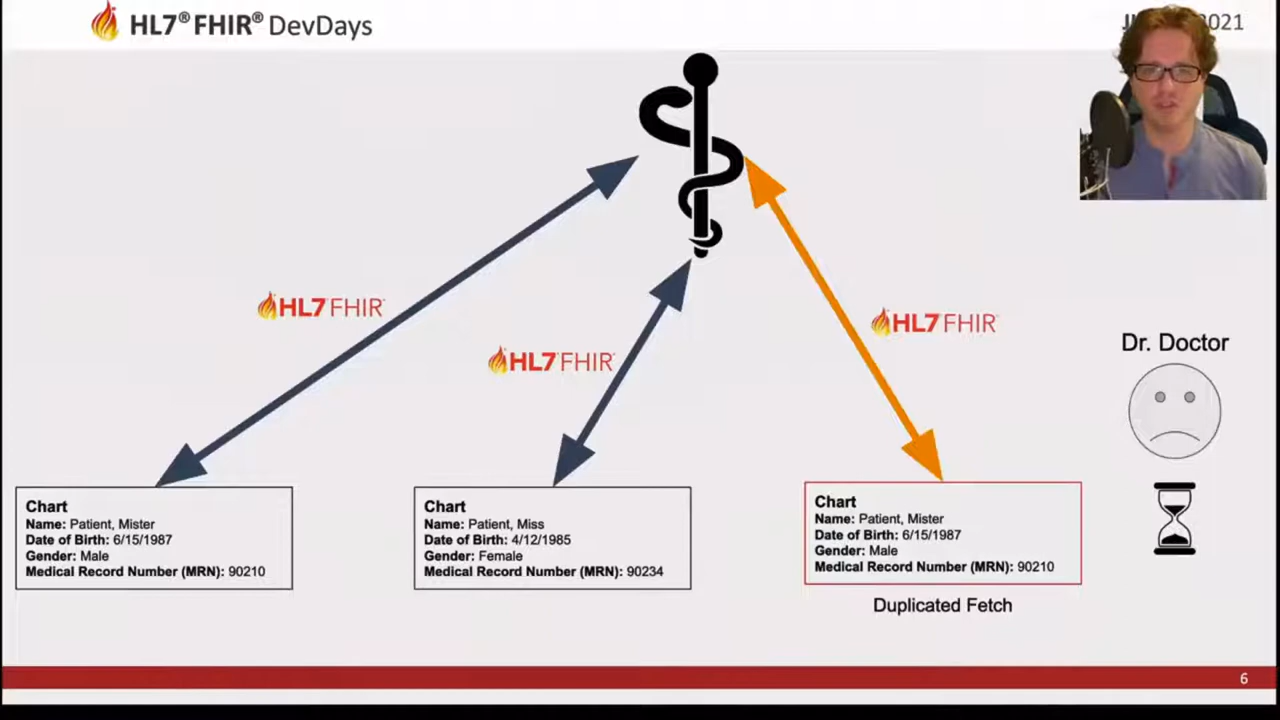 HL7® FHIR® DevDays
2021
HL7 FHIR
HL7 FHIR
HL7 FHIR
Dr. Doctor
Chart
Name: Patient, Mister
Date of Birth: 6/15/1987
Gender: Male
Medical Record Number (MRN): 90210
Chart
Name: Patient, Miss
Date of Birth: 4/12/1985
Gender: Female
Medical Record Number (MRN): 90234
Chart
Name: Patient, Mister
Date of Birth: 6/15/1987
Gender: Male
Medical Record Number (MRN): 90210
Duplicated Fetch
6